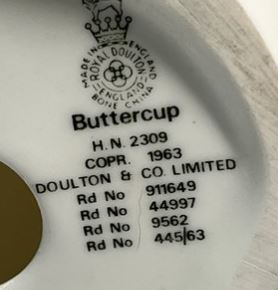 MADE IN ENGLAND
ROYAL DOULTON
ENGLAND
BONE CHINA
Buttercup
H.N. 2309
COPR. 1963
DOULTON & CO. LIMITED
Rd No 911649
Rd No 44997
Rd No 9562
Rd No 445/63